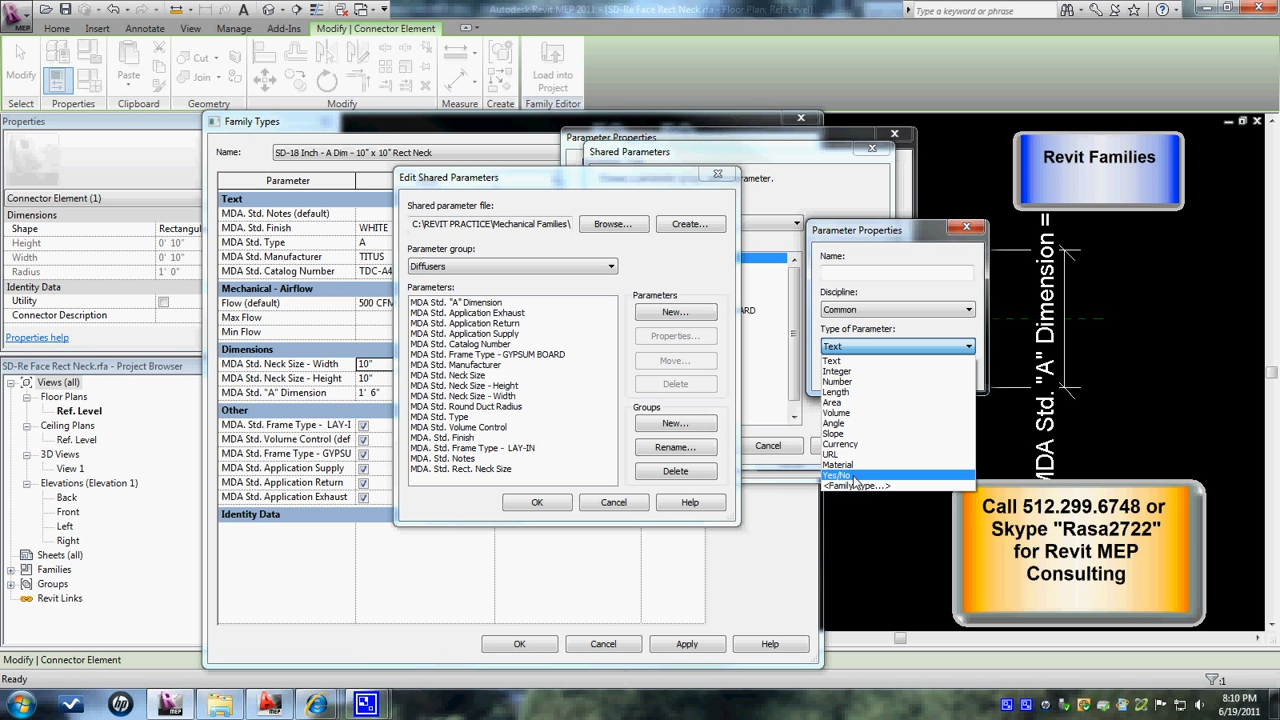 Autodesk Revit MEP 2011 - [SD-Re Face Rect Neck.rfa - Floor Plan: Ref. Level]
Type a keyword or phrase
MEP
Home
Insert
Annotate
View
Manage
Add-Ins
Modify | Connector Element
Modify
Paste
Cut
Join
Load into
Project
Select
Properties
Clipboard
Geometry
Modify
Measure
Create
Family Editor
Properties
Connector Element (1)
Dimensions
Shape
Rectangul
Height
0' 10"
Width
0' 10"
Radius
1' 0"
Identity Data
Utility
Connector Description
Properties help
SD-Re Face Rect Neck.rfa - Project Browser
Views (all)
Floor Plans
Ref. Level
Ceiling Plans
Ref. Level
3D Views
View 1
Elevations (Elevation 1)
Back
Front
Left
Right
Sheets (all)
Families
Groups
Revit Links
Family Types
Name:
SD-18 Inch - A Dim – 10" x 10" Rect Neck
Parameter
Text
MDA. Std. Notes (default)
MDA. Std. Finish
WHITE
MDA Std. Type
A
MDA Std. Manufacturer
TITUS
MDA Std. Catalog Number
TDC-A4
Mechanical - Airflow
Flow (default)
500 CFM
Max Flow
Min Flow
Dimensions
MDA Std. Neck Size - Width
10"
MDA Std. Neck Size - Height
10"
MDA Std. "A" Dimension
1' 6"
Other
MDA. Std. Frame Type - LAY-I
MDA Std. Volume Control (def
MDA Std. Frame Type - GYPSU
MDA Std. Application Supply
MDA Std. Application Return
MDA Std. Application Exhaust
Identity Data
OK
Cancel
Apply
Help
Parameter Properties
Shared Parameters
Cancel
Edit Shared Parameters
Shared parameter file:
C:\REVIT PRACTICE\Mechanical Families\
Browse...
Create...
Parameter group:
Diffusers
Parameters:
MDA Std. "A" Dimension
MDA Std. Application Exhaust
MDA Std. Application Return
MDA Std. Application Supply
MDA Std. Catalog Number
MDA Std. Frame Type - GYPSUM BOARD
MDA Std. Manufacturer
MDA Std. Neck Size
MDA Std. Neck Size - Height
MDA Std. Neck Size - Width
MDA Std. Round Duct Radius
MDA Std. Type
MDA Std. Volume Control
MDA. Std. Finish
MDA. Std. Frame Type - LAY-IN
MDA. Std. Notes
MDA. Std. Rect. Neck Size
Parameters
New...
Properties...
Move...
Delete
Groups
New...
Rename...
Delete
OK
Cancel
Help
Parameter Properties
Name:
Discipline:
Common
Type of Parameter:
Text
Text
Integer
Number
Length
Area
Volume
Angle
Slope
Currency
URL
Material
Yes/No
<Family Type...>
MDA Std. "A" Dimension =
Revit Families
Call 512.299.6748 or
Skype "Rasa2722"
for Revit MEP
Consulting
Modify | Connector Element
Ready
:1
8:10 PM
6/19/2011